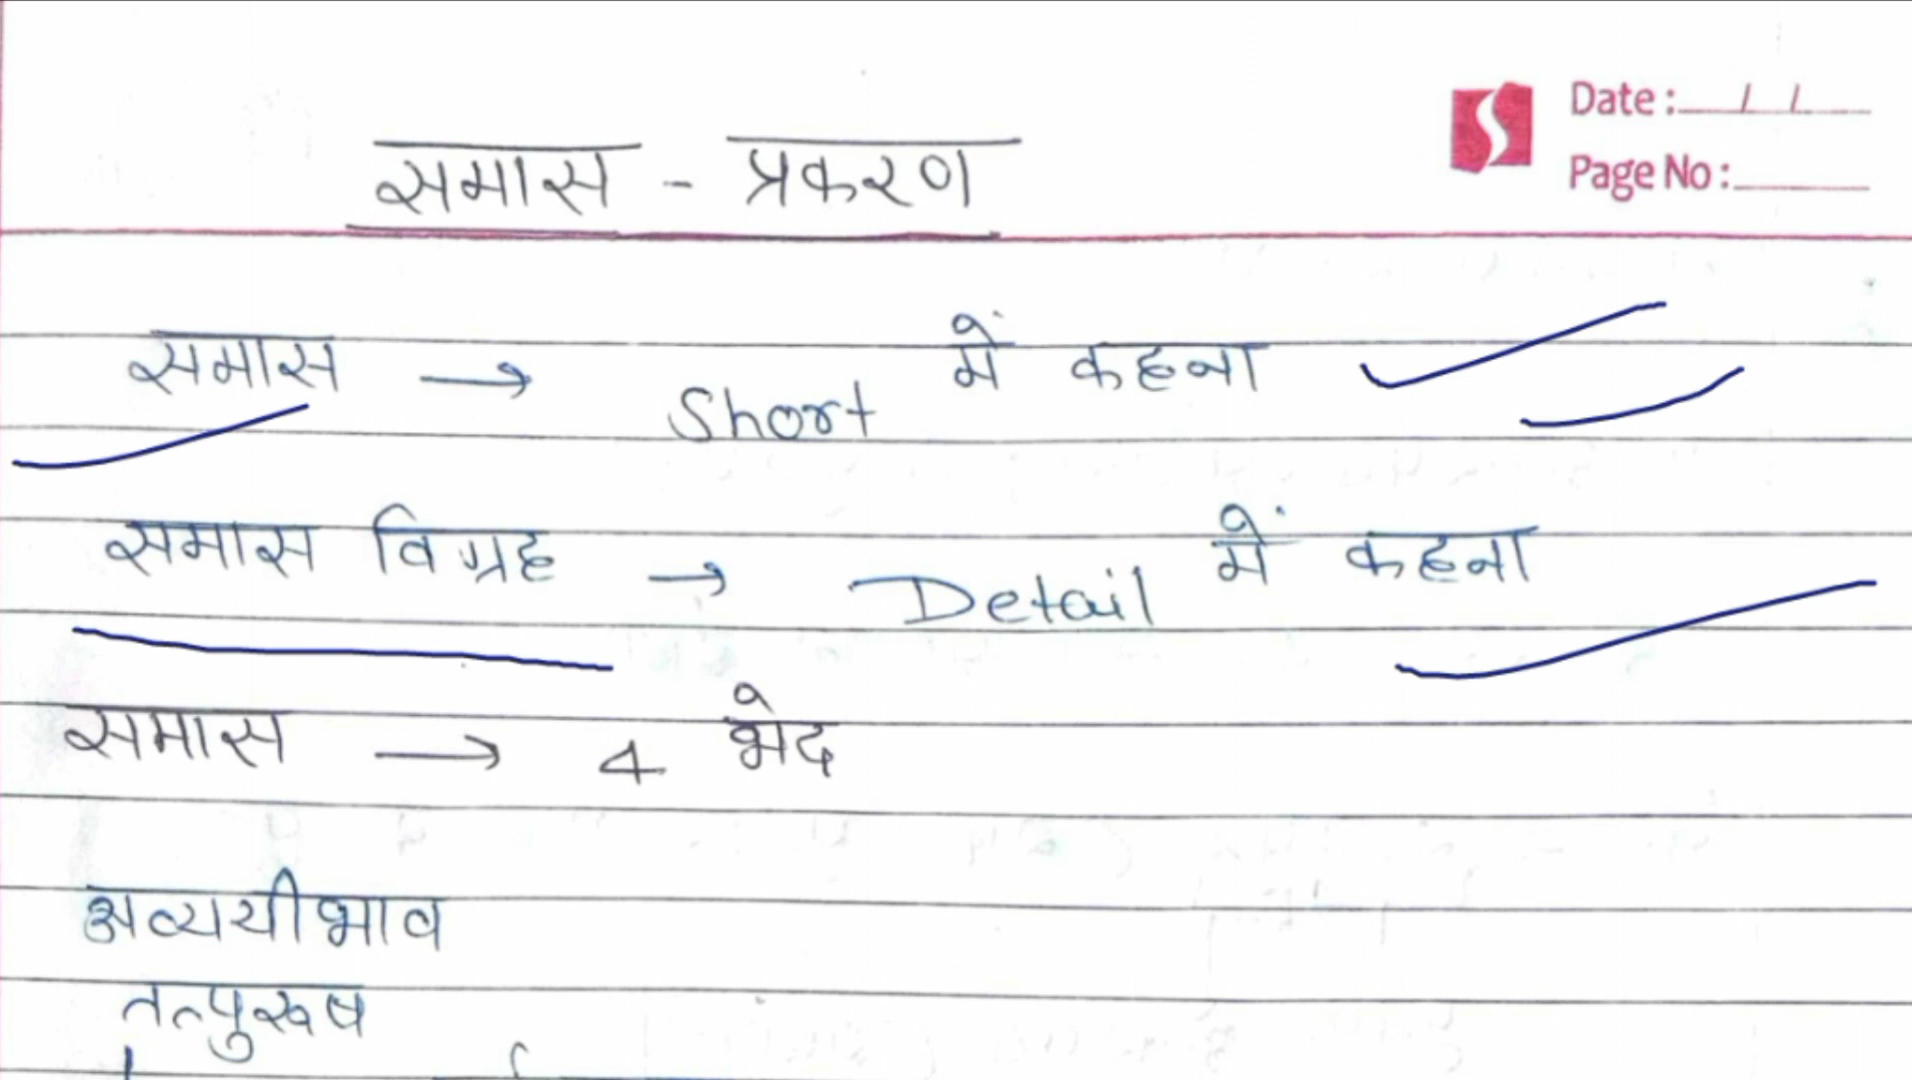 Date: / /
Page No:
समास - प्रकरण
समास → Short में कहना
समास विग्रह → Detail में कहना
समास → 4 भेद
अव्ययीभाव
तत्पुरूष